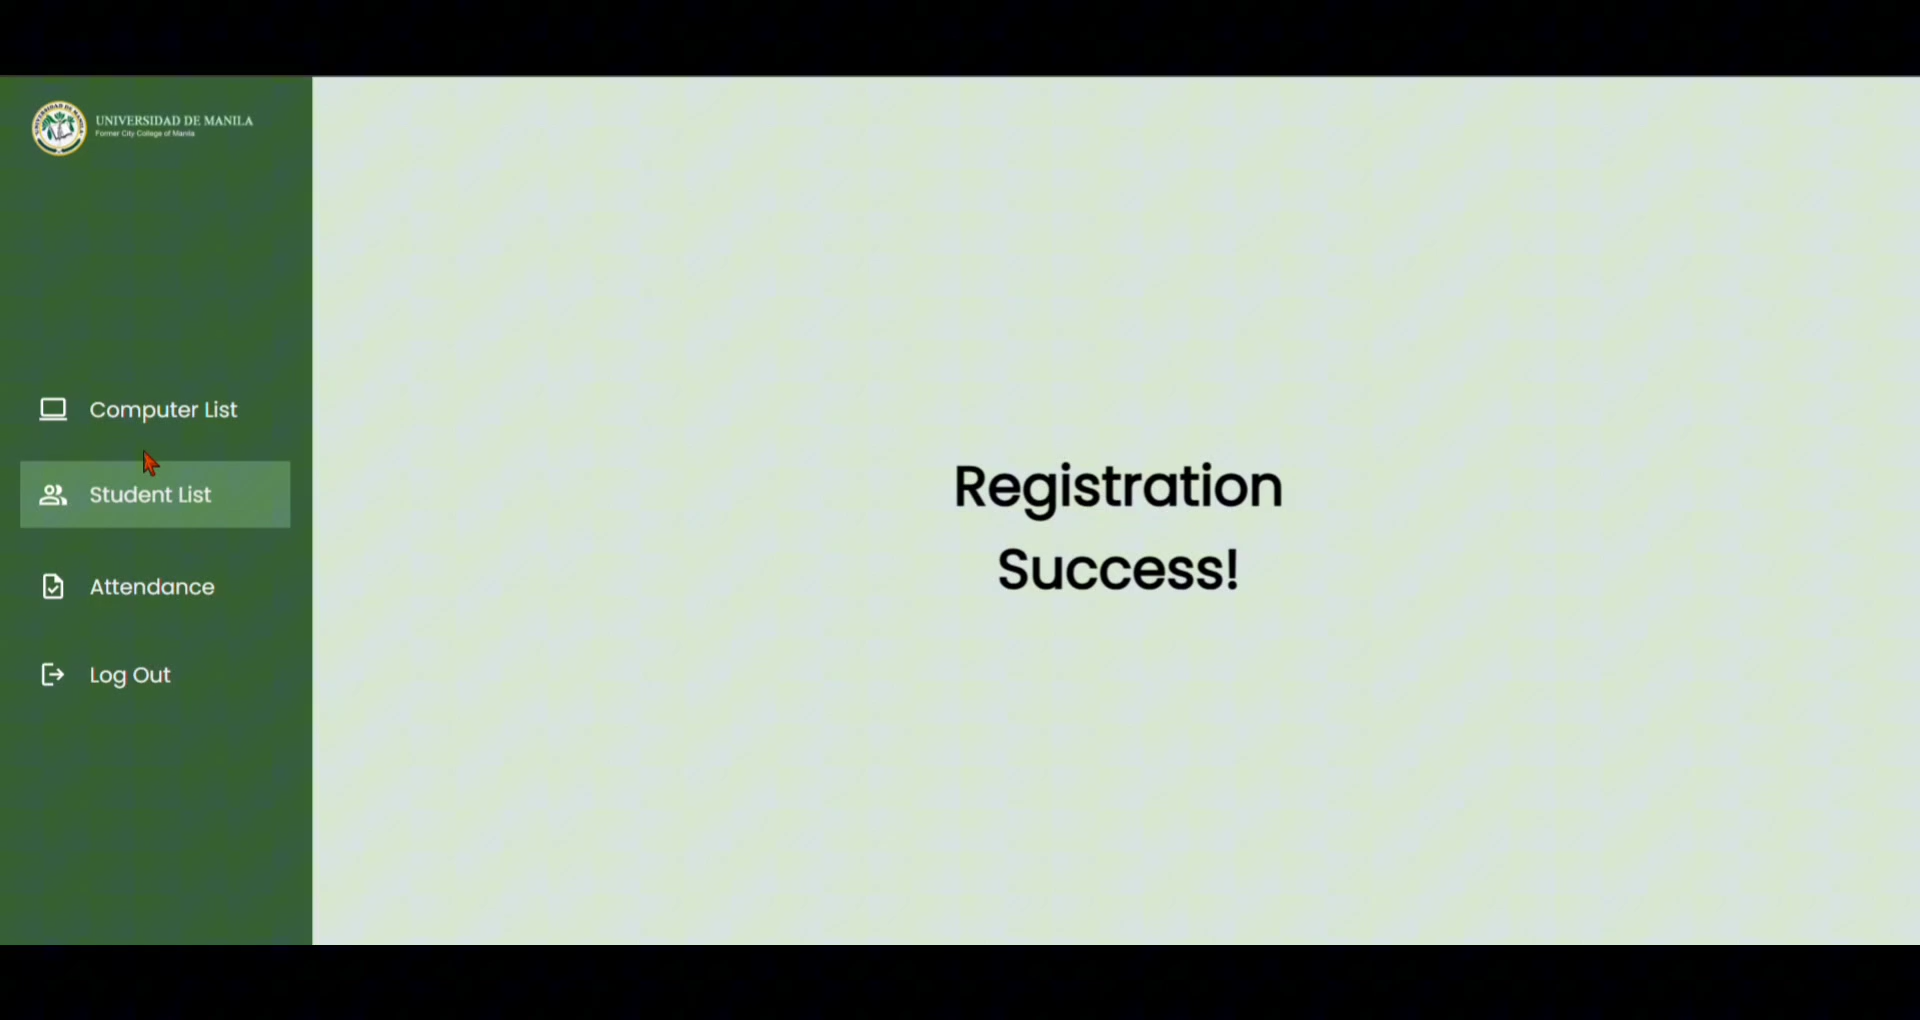 UNIVERSIDAD DE MANILA
Former City College of Manila
Computer List
Student List
Attendance
Log Out
Registration
Success!